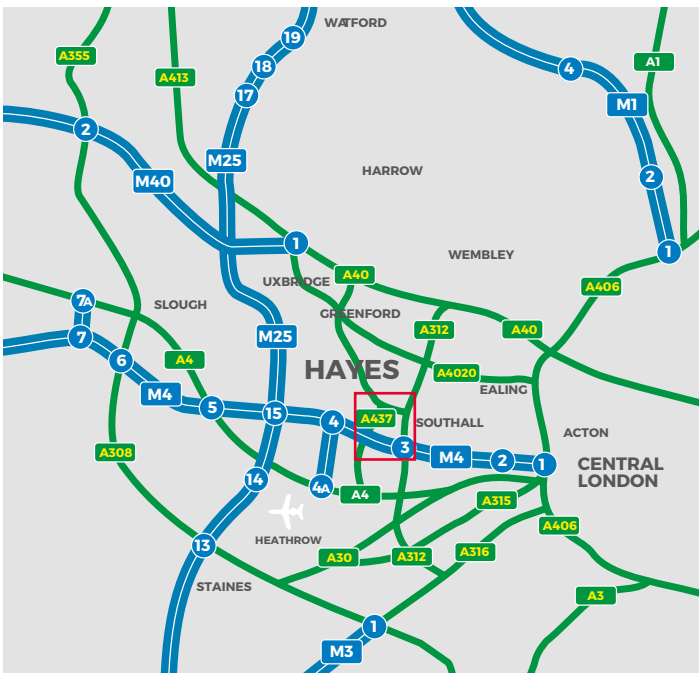 WATFORD
19
A355
A1
18
4
A413
17
M1
2
M25
HARROW
2
M40
1
1
WEMBLEY
A40
UXBRIDGE
A406
7A
SLOUGH
GREENFORD
A312
A40
7
M25
6
A4
HAYES
A4020
EALING
M4
5
15
4
A437
SOUTHALL
ACTON
3
A308
M4
2
1
CENTRAL
LONDON
14
4A
A4
A315
HEATHROW
A406
13
A30
A312
A316
STAINES
A3
1
M3